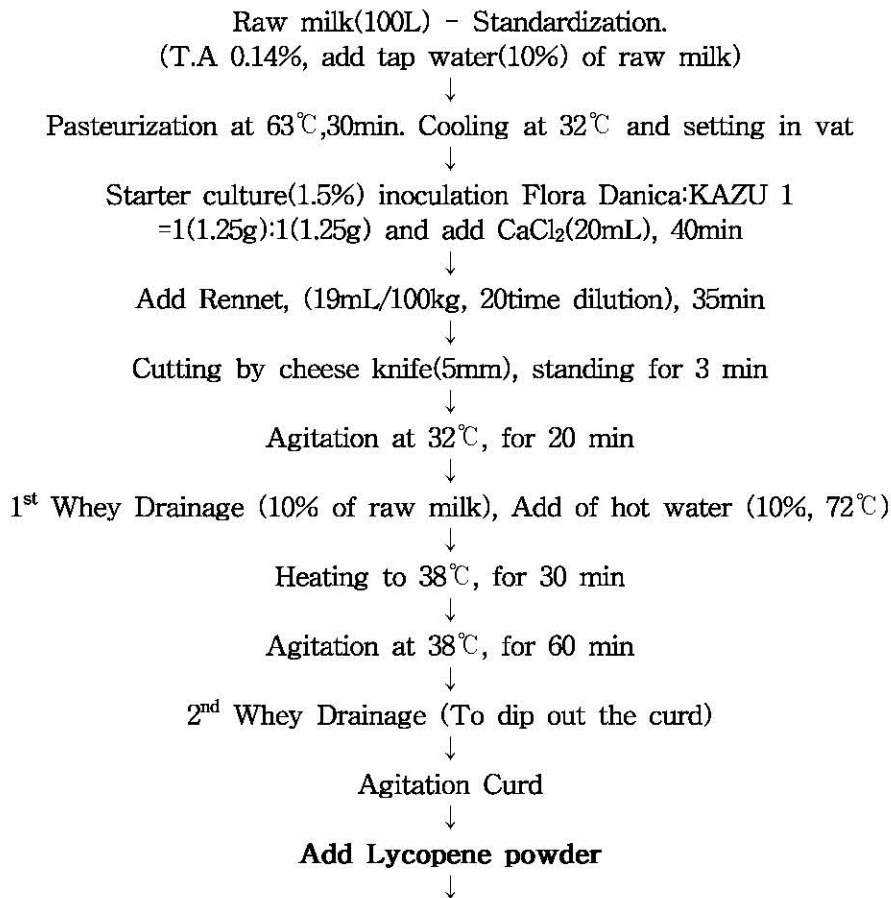 Raw milk(100L) - Standardization.
(T.A 0.14%, add tap water(10%) of raw milk)
↓
Pasteurization at 63℃,30min. Cooling at 32℃ and setting in vat
↓
Starter culture(1.5%) inoculation Flora Danica:KAZU 1
=1(1.25g):1(1.25g) and add CaCl₂(20mL), 40min
↓
Add Rennet, (19mL/100kg, 20time dilution), 35min
↓
Cutting by cheese knife(5mm), standing for 3 min
↓
Agitation at 32℃, for 20 min
↓
1st Whey Drainage (10% of raw milk), Add of hot water (10%, 72℃)
↓
Heating to 38℃, for 30 min
↓
Agitation at 38℃, for 60 min
↓
2nd Whey Drainage (To dip out the curd)
↓
Agitation Curd
↓
Add Lycopene powder
↓